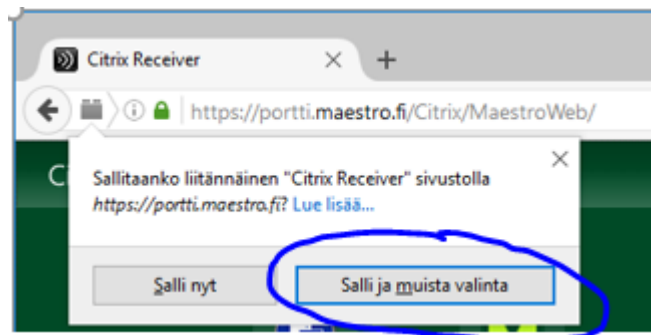 Citrix Receiver
https://portti.maestro.fi/Citrix/MaestroWeb/
Sallitaanko liitännäinen "Citrix Receiver" sivustolla
https://portti.maestro.fi? Lue lisää...
Salli nyt
Salli ja muista valinta